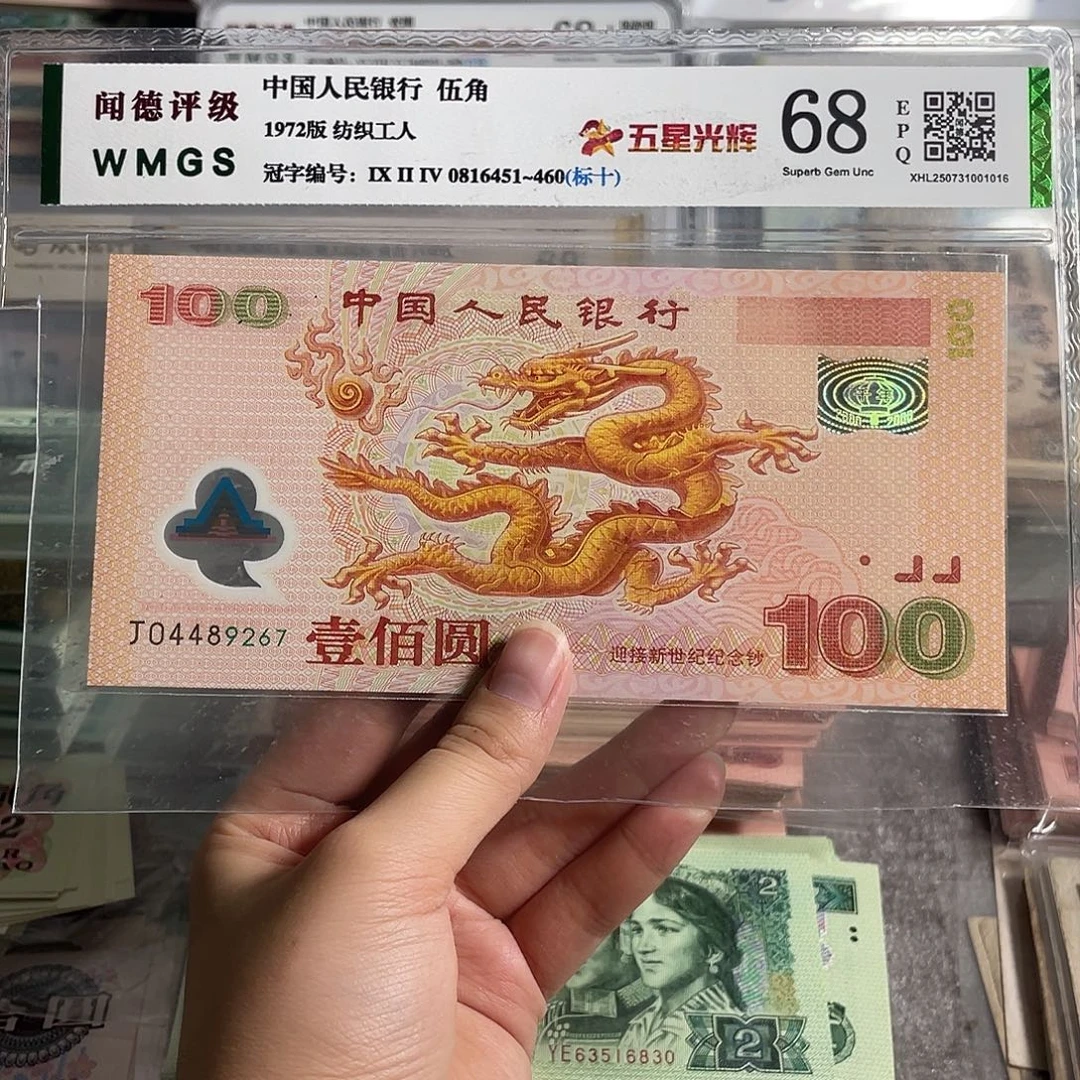 闻德评级
WMGS
中国人民银行 伍角
1972版 纺织工人
冠字编号：IX II IV 0816451~460(标十)
五星光辉
68
Superb Gem Unc
EPQ
XHL250731001016
100
中国人民银行
100
J04489267
壹佰圆
迎接新世纪纪念钞
100
2
YE63516830
2